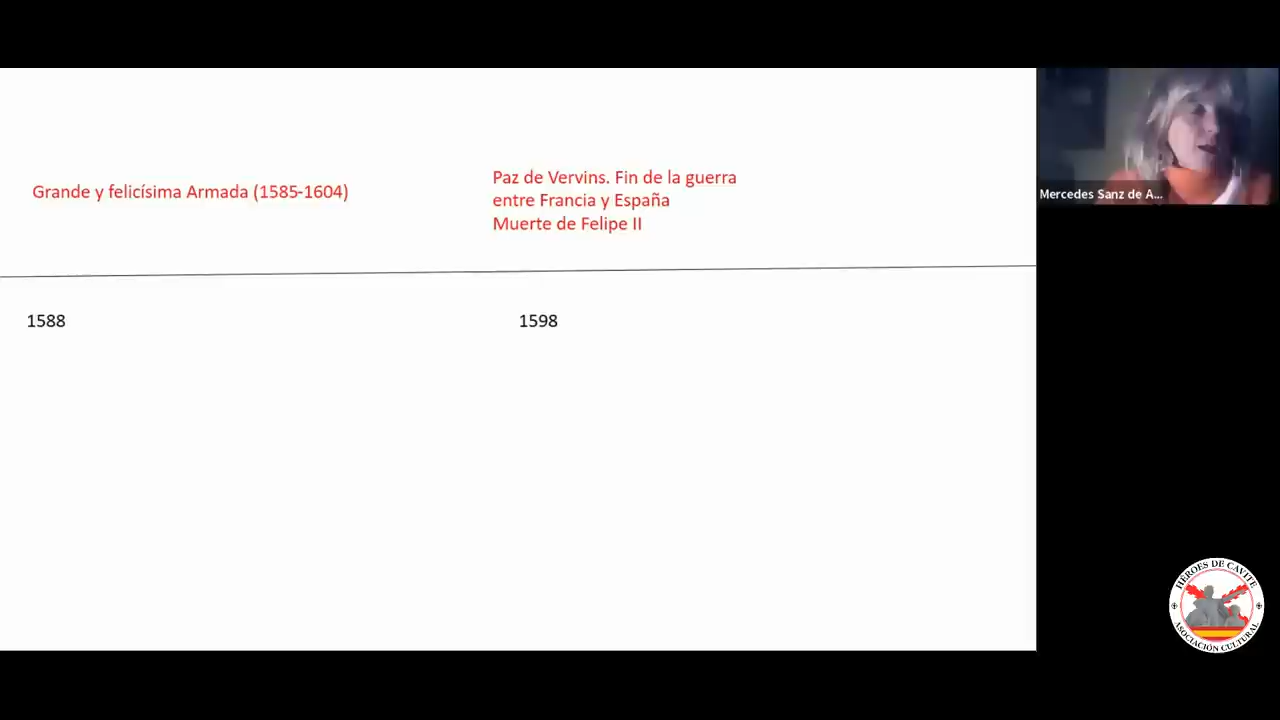 Grande y felicísima Armada (1585-1604)
Paz de Vervins. Fin de la guerra
entre Francia y España
Muerte de Felipe II
1588
1598
Mercedes Sanz de A...
HÉROES DE CAVITE
ASOCIACIÓN CULTURAL